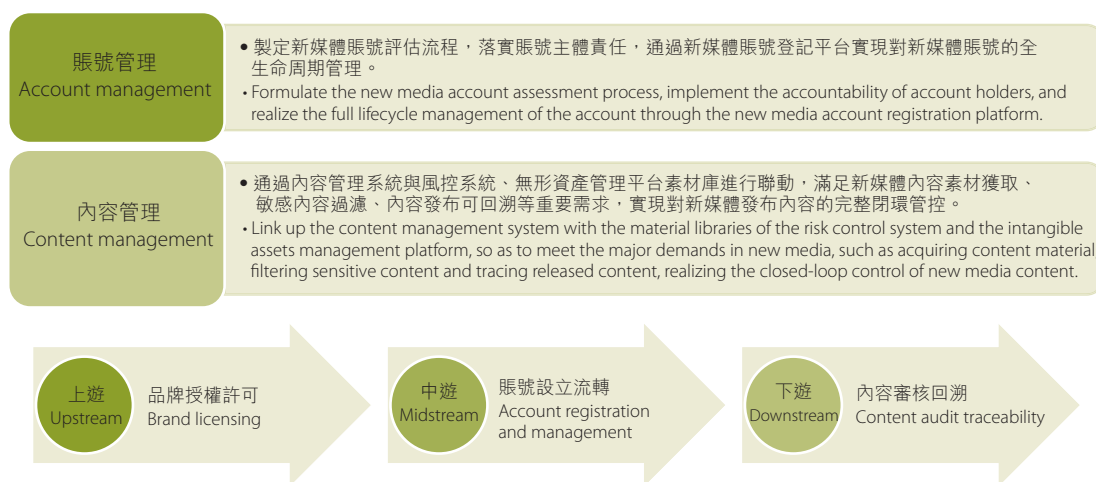 賬號管理
Account management
• 製定新媒體賬號評估流程，落實賬號主體責任，通過新媒體賬號登記平台實現對新媒體賬號的全
生命周期管理。
• Formulate the new media account assessment process, implement the accountability of account holders, and
realize the full lifecycle management of the account through the new media account registration platform.
內容管理
Content management
• 通過內容管理系統與風控系統、無形資產管理平台素材庫進行聯動，滿足新媒體內容素材獲取、
敏感內容過濾、內容發布可回溯等重要需求，實現對新媒體發布內容的完整閉環管控。
• Link up the content management system with the material libraries of the risk control system and the intangible
assets management platform, so as to meet the major demands in new media, such as acquiring content material,
filtering sensitive content and tracing released content, realizing the closed-loop control of new media content.
上遊
Upstream
品牌授權許可
Brand licensing
中遊
Midstream
賬號設立流轉
Account registration
and management
下遊
Downstream
內容審核回溯
Content audit traceability